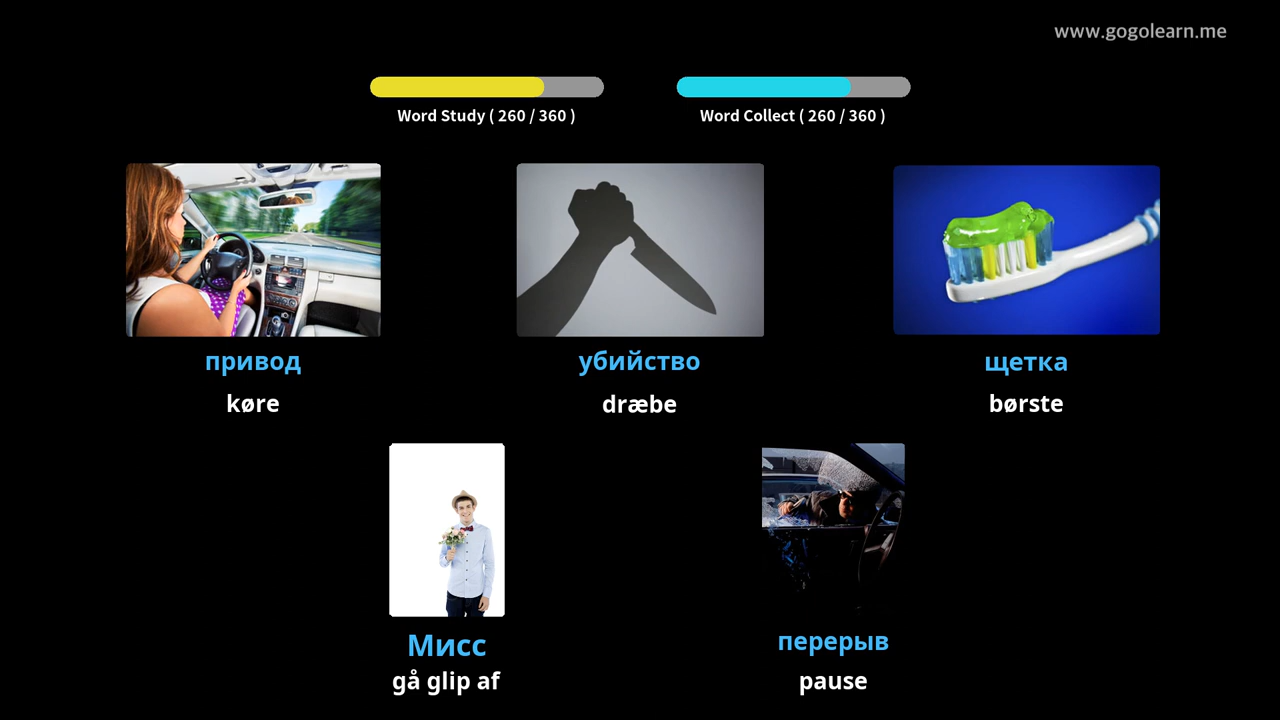 www.gogolearn.me
Word Study ( 260 / 360 )
Word Collect ( 260 / 360 )
привод
убийство
щетка
køre
dræbe
børste
Мисс
перерыв
gå glip af
pause